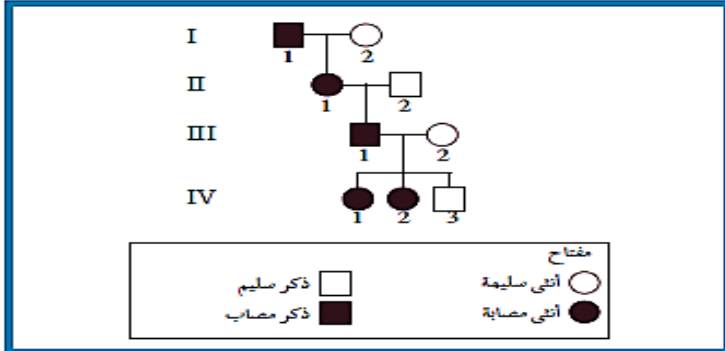 I
1 2
II
1 2
III
1 2
IV
1 2 3
مفتاح
أنثى سليمة ذكر سليم
أنثى مصابة ذكر مصاب